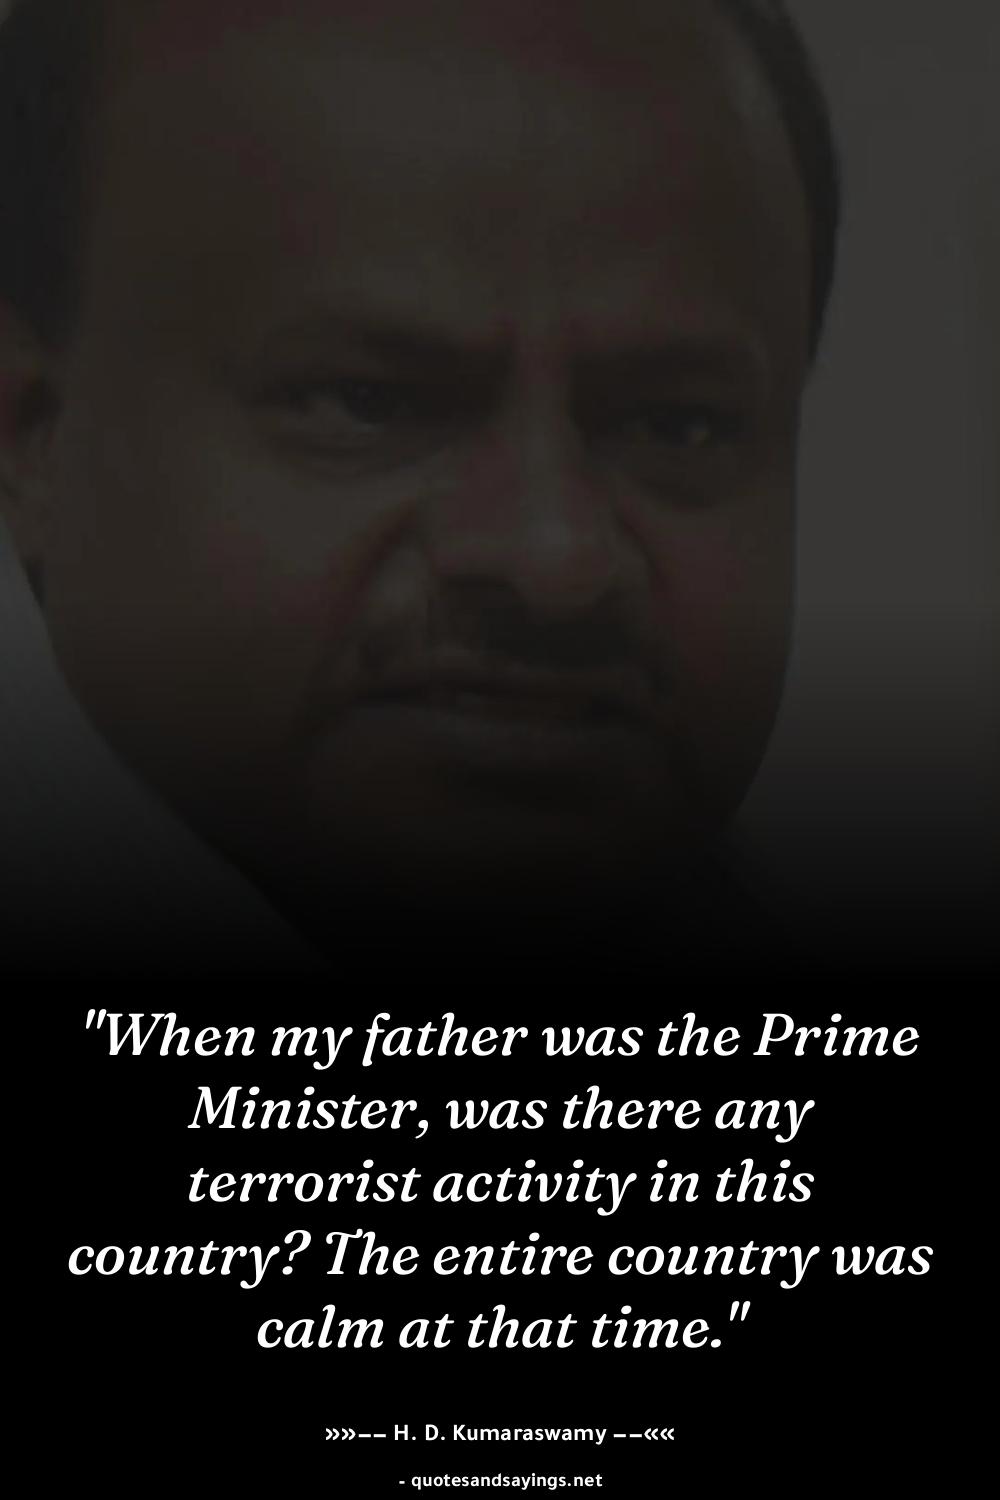 "When my father was the Prime
Minister, was there any
terrorist activity in this
country? The entire country was
calm at that time."
»»–– H. D. Kumaraswamy ––««
- quotesandsayings.net